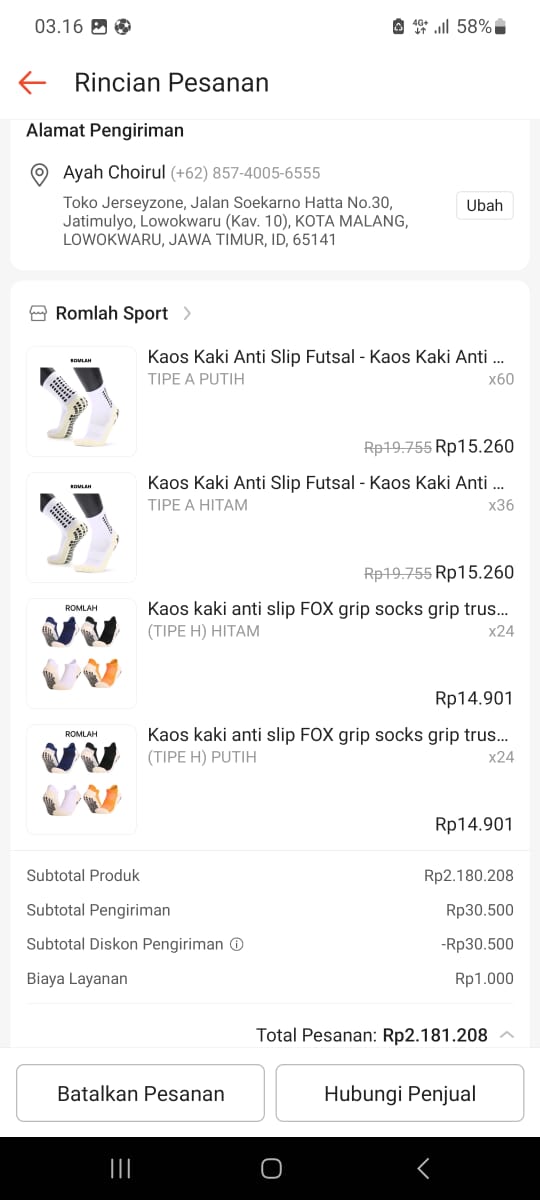 03.16
4G+
58%
Rincian Pesanan
Alamat Pengiriman
Ayah Choirul (+62) 857-4005-6555
Toko Jerseyzone, Jalan Soekarno Hatta No.30,
Jatimulyo, Lowokwaru (Kav. 10), KOTA MALANG,
LOWOKWARU, JAWA TIMUR, ID, 65141
Ubah
Romlah Sport
ROMLAH
Kaos Kaki Anti Slip Futsal - Kaos Kaki Anti ...
TIPE A PUTIH
x60
Rp19.755 Rp15.260
ROMLAH
Kaos Kaki Anti Slip Futsal - Kaos Kaki Anti ...
TIPE A HITAM
x36
Rp19.755 Rp15.260
ROMLAH
Kaos kaki anti slip FOX grip socks grip trus...
(TIPE H) HITAM
x24
Rp14.901
ROMLAH
Kaos kaki anti slip FOX grip socks grip trus...
(TIPE H) PUTIH
x24
Rp14.901
Subtotal Produk Rp2.180.208
Subtotal Pengiriman Rp30.500
Subtotal Diskon Pengiriman -Rp30.500
Biaya Layanan Rp1.000
Total Pesanan: Rp2.181.208
Batalkan Pesanan
Hubungi Penjual